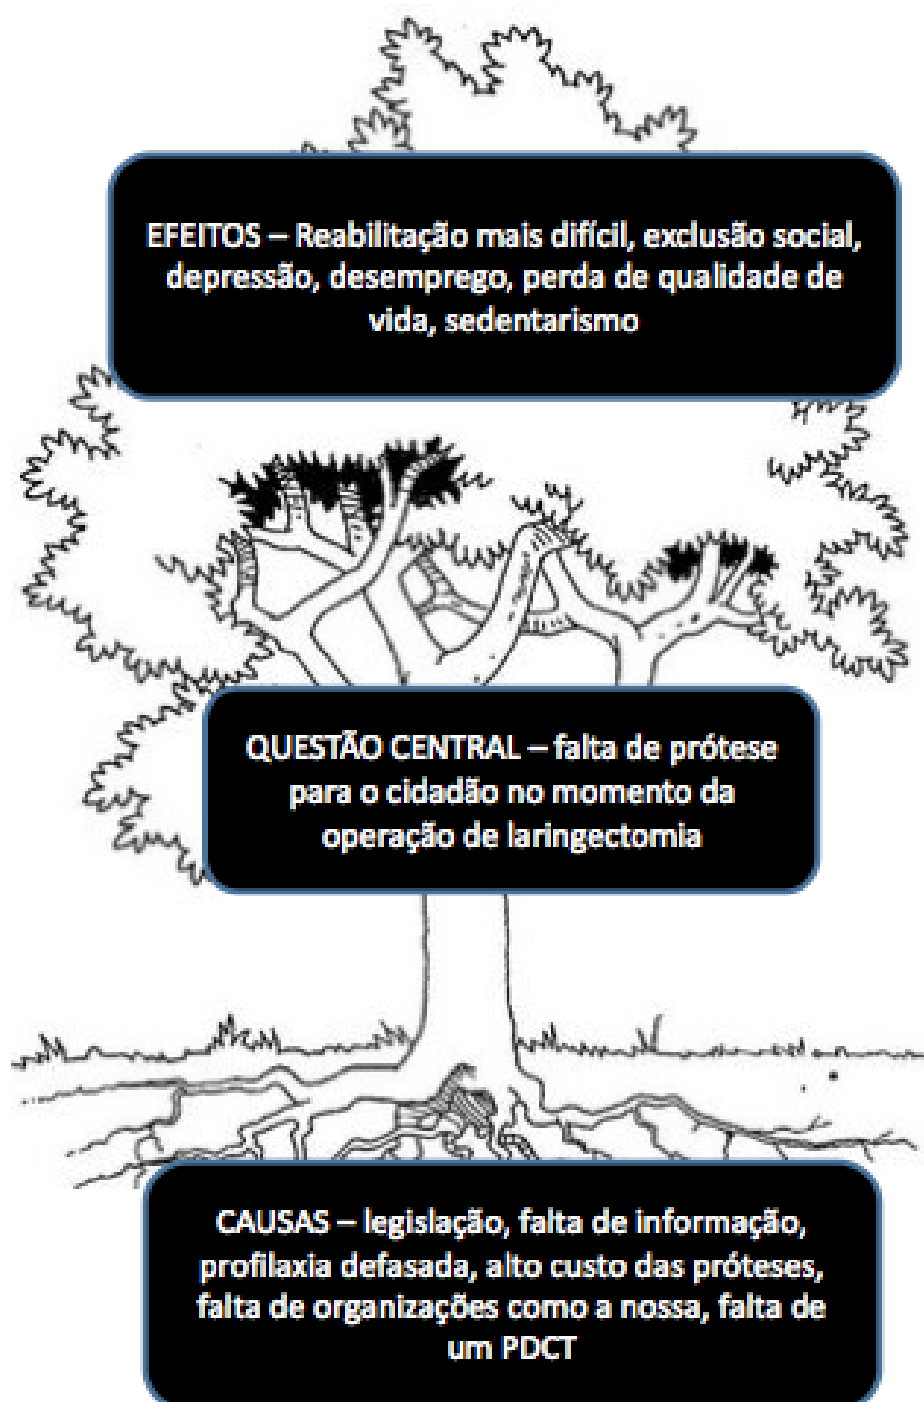 EFEITOS – Reabilitação mais difícil, exclusão social,
depressão, desemprego, perda de qualidade de
vida, sedentarismo
QUESTÃO CENTRAL – falta de prótese
para o cidadão no momento da
operação de laringectomia
CAUSAS – legislação, falta de informação,
profilaxia defasada, alto custo das próteses,
falta de organizações como a nossa, falta de
um PDCT